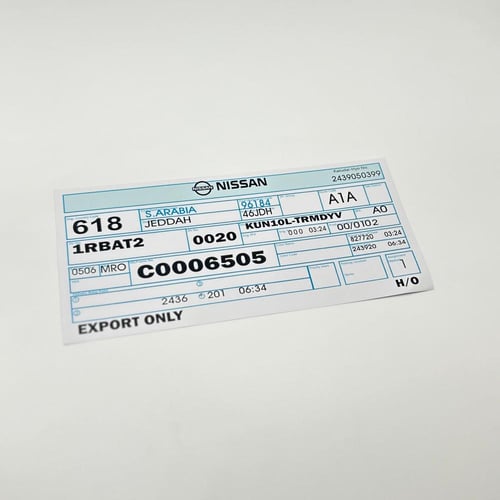 NISSAN
2439050399
618 S.ARABIA 96184 A1A
JEDDAH 46JDH
1RBAT2 0020 KUN10L-TRMDYV A0
000 03:24 00/0102
0506 MRO C0006505 827720 03:24
243920 06:34
2436 201 06:34 1
EXPORT ONLY H/O